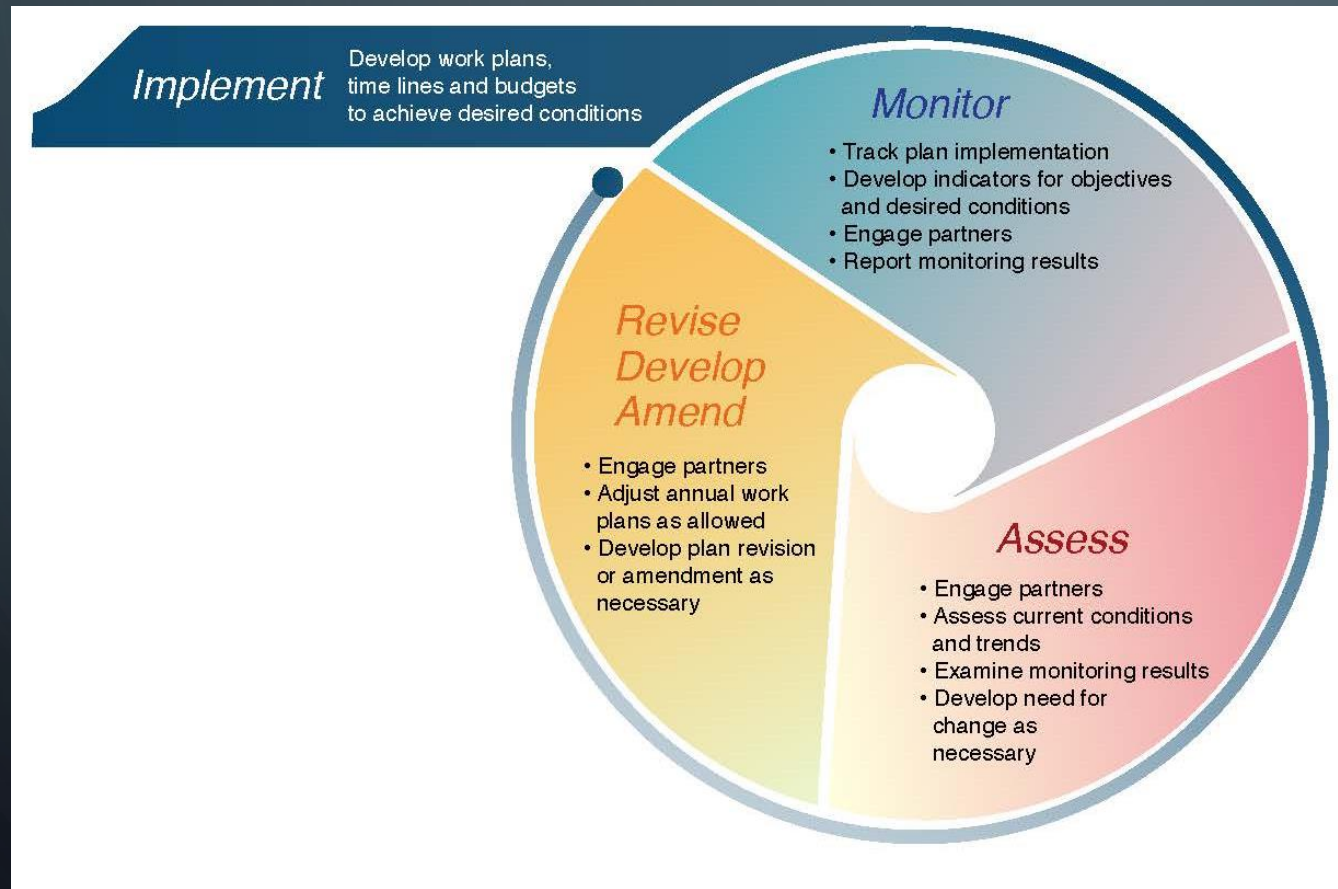 Implement
Develop work plans,
time lines and budgets
to achieve desired conditions
Monitor
• Track plan implementation
• Develop indicators for objectives
and desired conditions
• Engage partners
• Report monitoring results
Assess
• Engage partners
• Assess current conditions
and trends
• Examine monitoring results
• Develop need for
change as
necessary
Revise
Develop
Amend
• Engage partners
• Adjust annual work
plans as allowed
• Develop plan revision
or amendment as
necessary